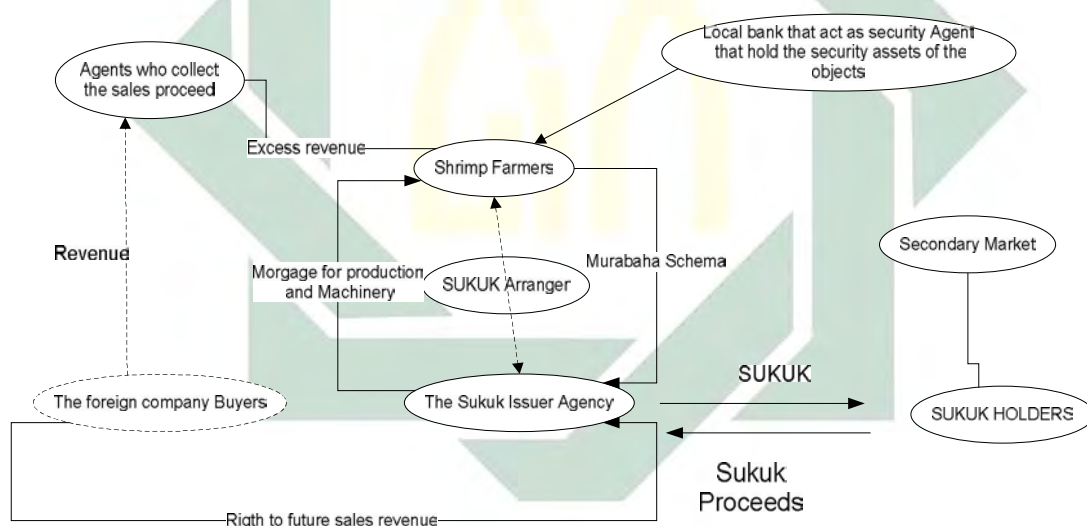 Local bank that act as security Agent
that hold the security assets of the
objects
Agents who collect
the sales proceed
Excess revenue
Shrimp Farmers
Revenue
Morgage for production
and Machinery
SUKUK Arranger
Murabaha Schema
Secondary Market
The foreign company Buyers
The Sukuk Issuer Agency
SUKUK
SUKUK HOLDERS
Sukuk
Proceeds
Rigth to future sales revenue